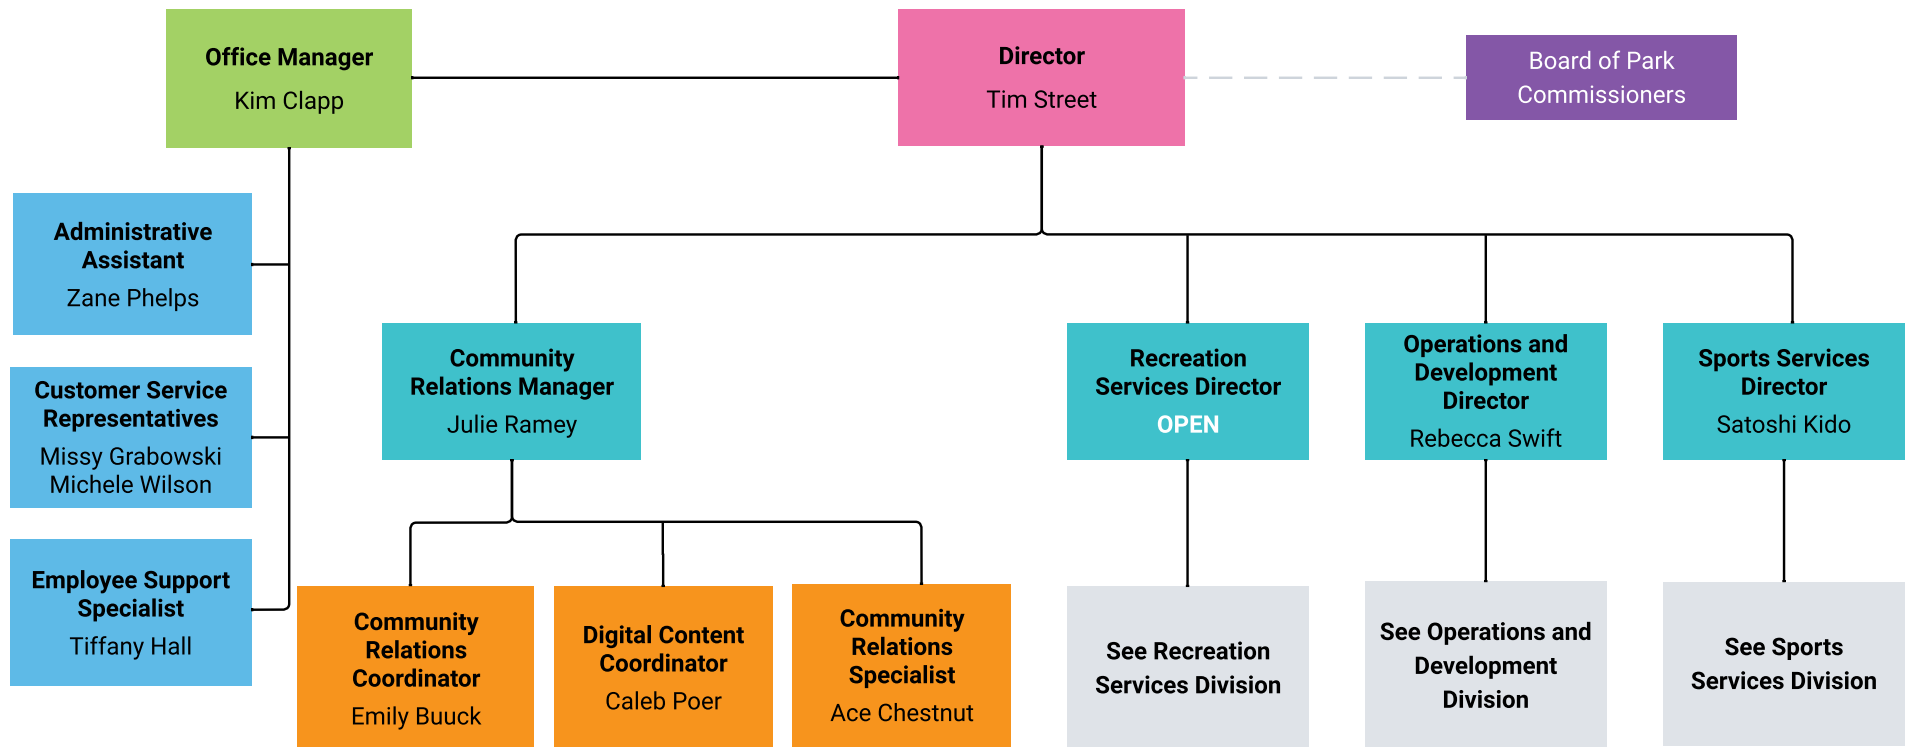 Office Manager
Kim Clapp
Director
Tim Street
Board of Park
Commissioners
Administrative
Assistant
Zane Phelps
Customer Service
Representatives
Missy Grabowski
Michele Wilson
Employee Support
Specialist
Tiffany Hall
Community
Relations Manager
Julie Ramey
Recreation
Services Director
OPEN
Operations and
Development
Director
Rebecca Swift
Sports Services
Director
Satoshi Kido
Community
Relations
Coordinator
Emily Buuck
Digital Content
Coordinator
Caleb Poer
Community
Relations
Specialist
Ace Chestnut
See Recreation
Services Division
See Operations and
Development
Division
See Sports
Services Division